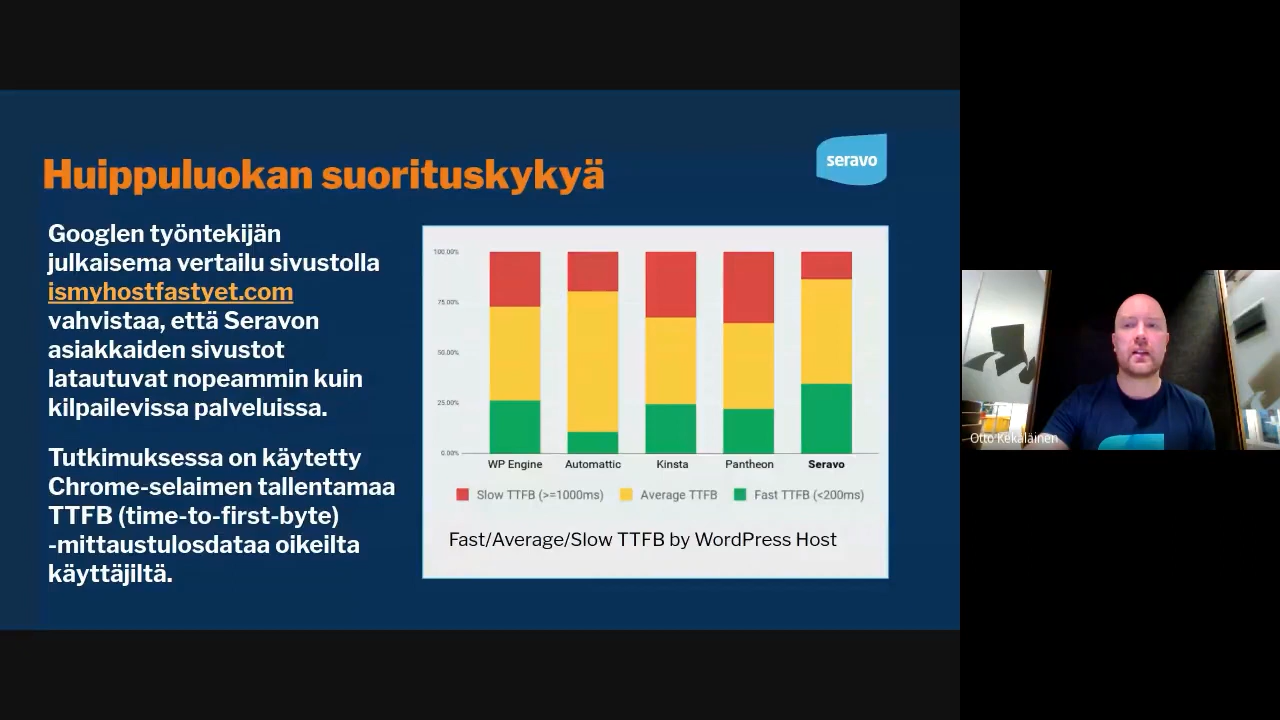 Huippuluokan suorituskykyä
seravo
Googlen työntekijän
julkaisema vertailu sivustolla
ismyhostfastyet.com
vahvistaa, että Seravon
asiakkaiden sivustot
latautuvat nopeammin kuin
kilpailevissa palveluissa.
Tutkimuksessa on käytetty
Chrome-selaimen tallentamaa
TTFB (time-to-first-byte)
-mittaustulosdataa oikeilta
käyttäjiltä.
100.00%
75.00%
50.00%
25.00%
0.00%
WP Engine Automattic Kinsta Pantheon Seravo
Slow TTFB (>=1000ms) Average TTFB Fast TTFB (<200ms)
Fast/Average/Slow TTFB by WordPress Host
Otto Kekäläinen